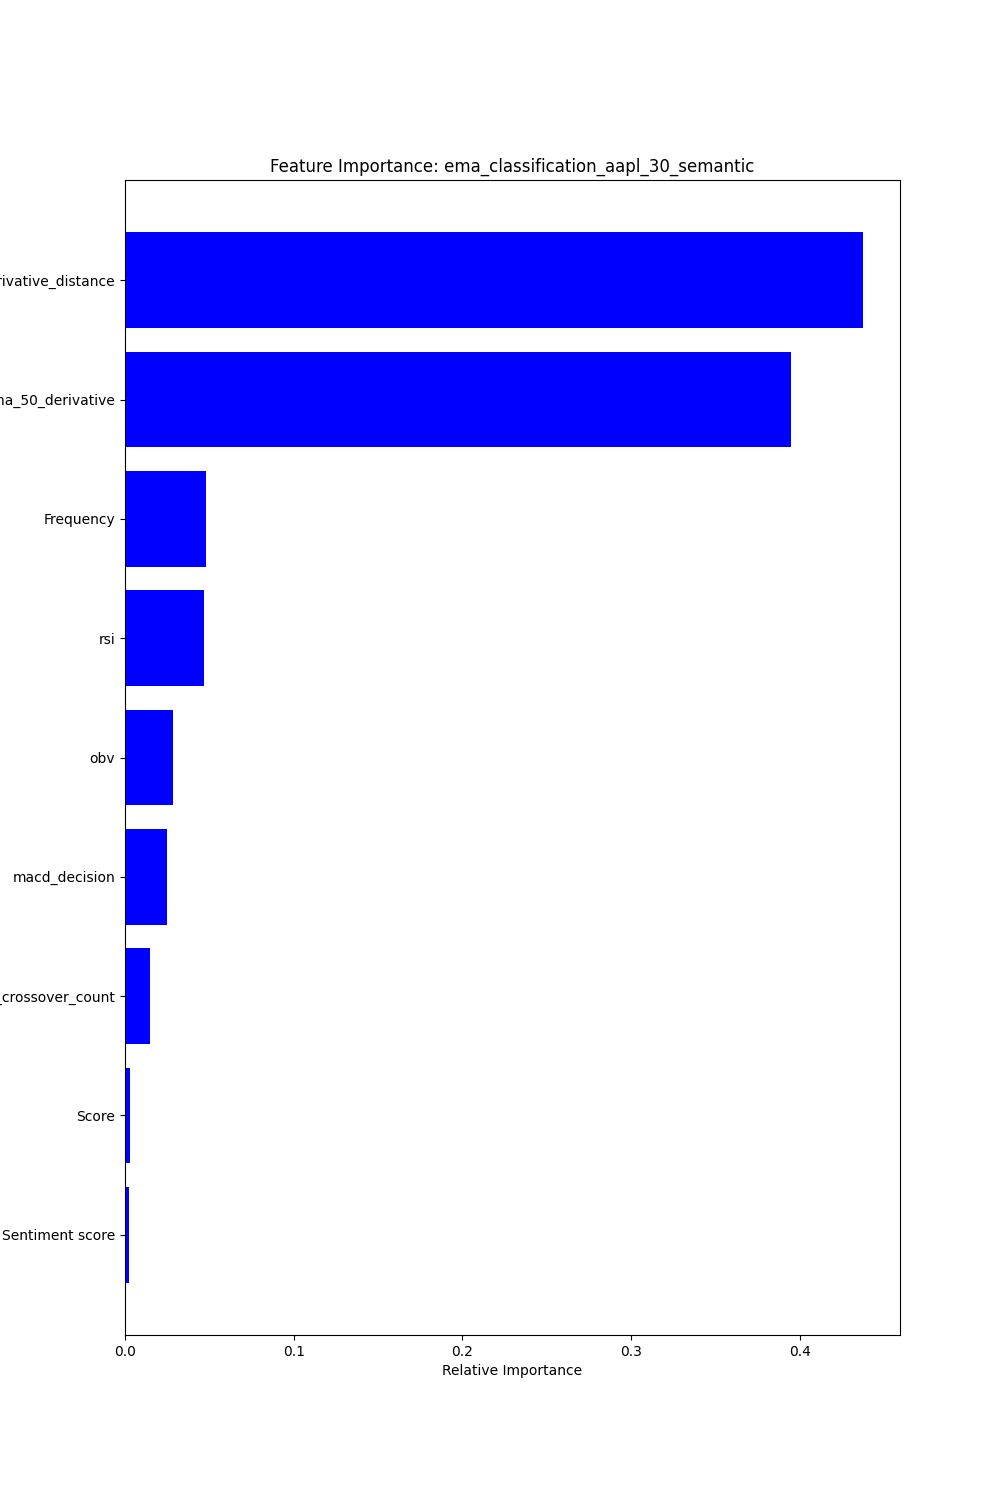 Feature Importance: ema_classification_aapl_30_semantic
rivative_distance
na_50_derivative
Frequency
rsi
obv
macd_decision
_crossover_count
Score
Sentiment score
0.0 0.1 0.2 0.3 0.4
Relative Importance